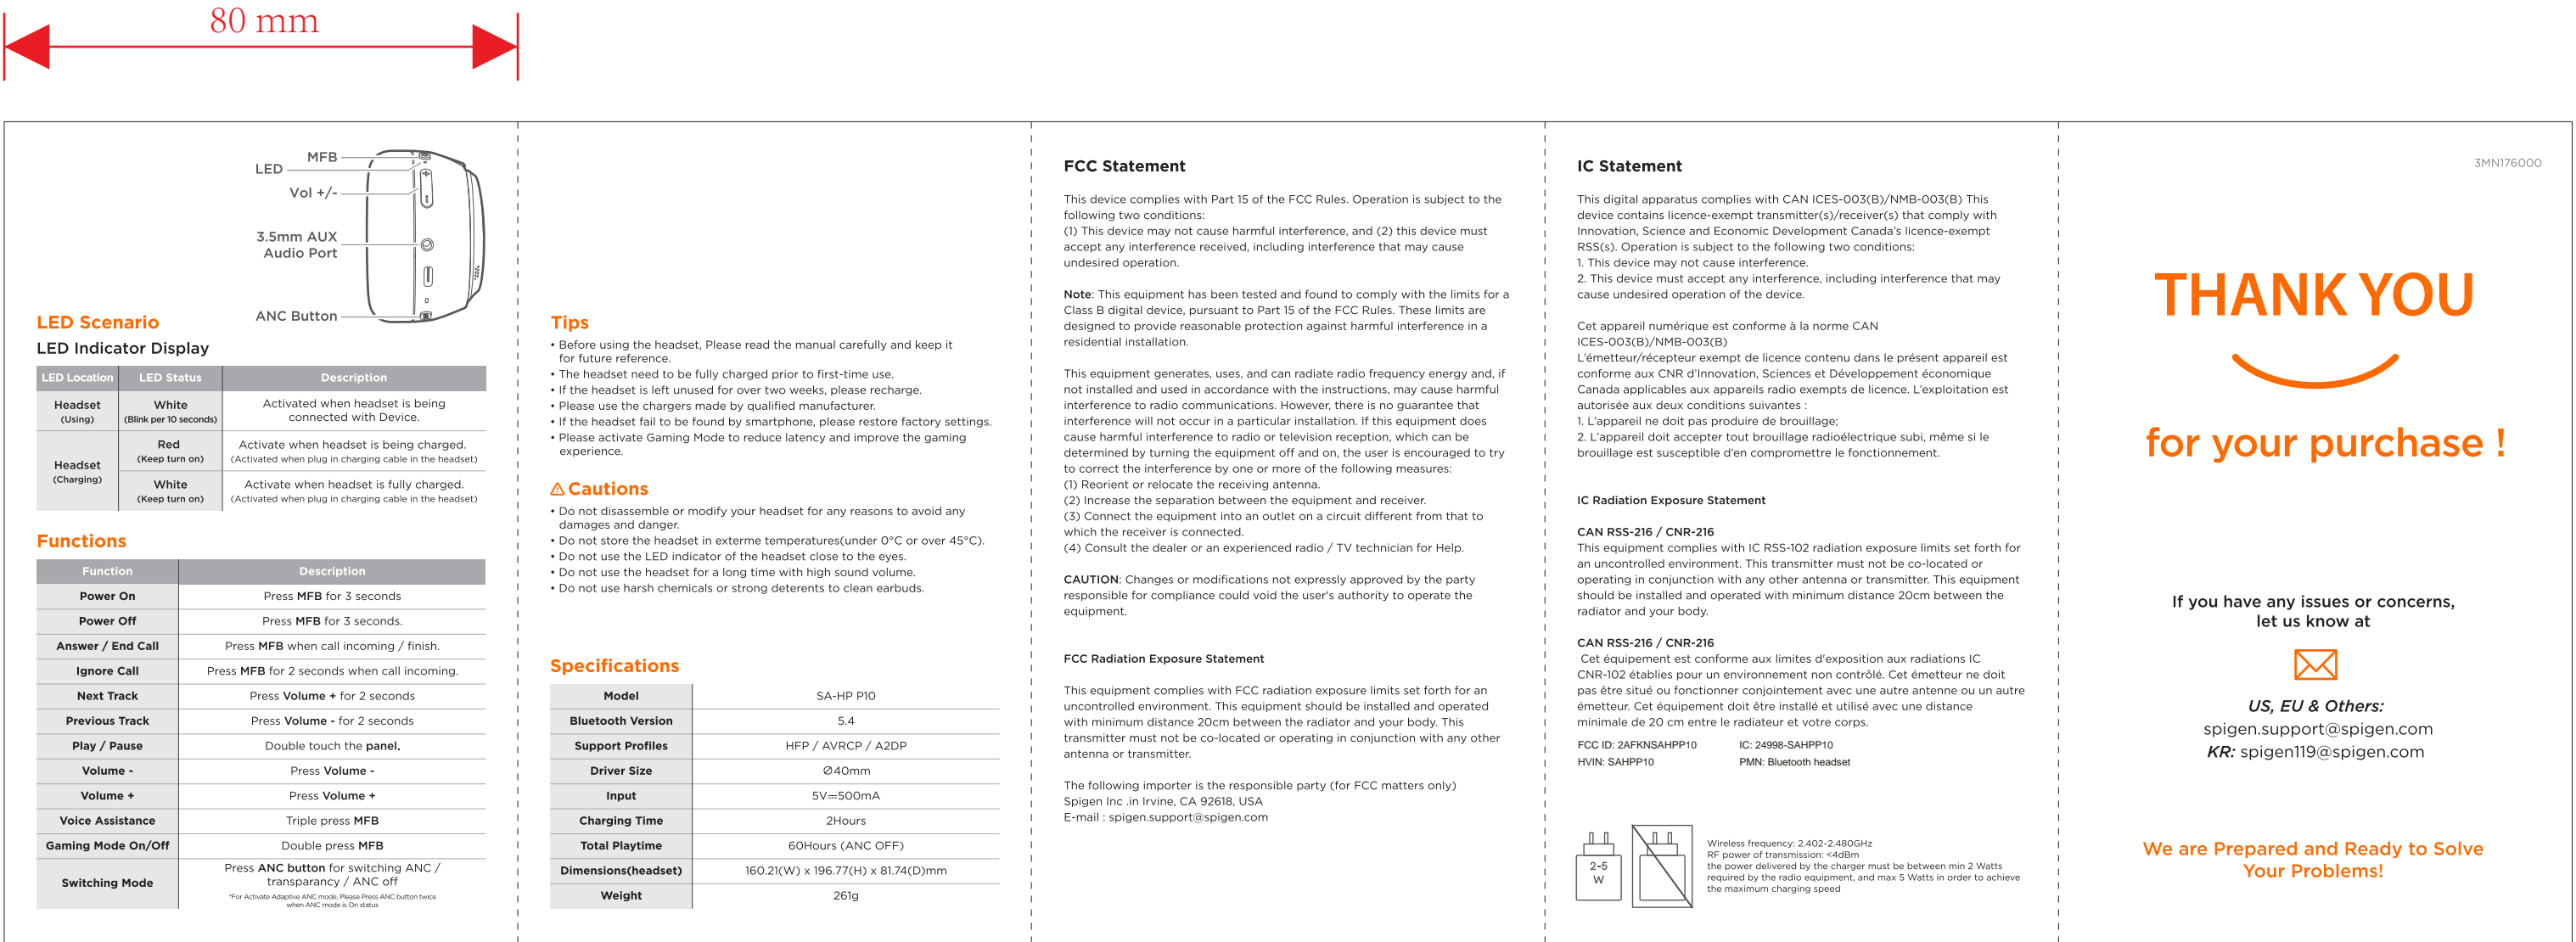 80 mm
MFB
LED
Vol +/-
3.5mm AUX
Audio Port
ANC Button
LED Scenario
LED Indicator Display
LED Location LED Status Description
Headset
(Using)
White
(Blink per 10 seconds)
Activated when headset is being
connected with Device.
Headset
(Charging)
Red
(Keep turn on)
Activate when headset is being charged.
(Activated when plug in charging cable in the headset)
White
(Keep turn on)
Activate when headset is fully charged.
(Activated when plug in charging cable in the headset)
Functions
Function Description
Power On Press MFB for 3 seconds
Power Off Press MFB for 3 seconds.
Answer / End Call Press MFB when call incoming / finish.
Ignore Call Press MFB for 2 seconds when call incoming.
Next Track Press Volume + for 2 seconds
Previous Track Press Volume - for 2 seconds
Play / Pause Double touch the panel.
Volume - Press Volume -
Volume + Press Volume +
Voice Assistance Triple press MFB
Gaming Mode On/Off Double press MFB
Switching Mode
Press ANC button for switching ANC /
transparancy / ANC off
*For Activate Adaptive ANC mode, Please Press ANC button twice
when ANC mode is On status
Tips
• Before using the headset, Please read the manual carefully and keep it
for future reference.
• The headset need to be fully charged prior to first-time use.
• If the headset is left unused for over two weeks, please recharge.
• Please use the chargers made by qualified manufacturer.
• If the headset fail to be found by smartphone, please restore factory settings.
• Please activate Gaming Mode to reduce latency and improve the gaming
experience.
⚠ Cautions
• Do not disassemble or modify your headset for any reasons to avoid any
damages and danger.
• Do not store the headset in exterme temperatures(under 0°C or over 45°C).
• Do not use the LED indicator of the headset close to the eyes.
• Do not use the headset for a long time with high sound volume.
• Do not use harsh chemicals or strong deterents to clean earbuds.
Specifications
Model SA-HP P10
Bluetooth Version 5.4
Support Profiles HFP / AVRCP / A2DP
Driver Size Ø40mm
Input 5V⎓500mA
Charging Time 2Hours
Total Playtime 60Hours (ANC OFF)
Dimensions(headset) 160.21(W) x 196.77(H) x 81.74(D)mm
Weight 261g
FCC Statement
This device complies with Part 15 of the FCC Rules. Operation is subject to the
following two conditions:
(1) This device may not cause harmful interference, and (2) this device must
accept any interference received, including interference that may cause
undesired operation.
Note: This equipment has been tested and found to comply with the limits for a
Class B digital device, pursuant to Part 15 of the FCC Rules. These limits are
designed to provide reasonable protection against harmful interference in a
residential installation.
This equipment generates, uses, and can radiate radio frequency energy and, if
not installed and used in accordance with the instructions, may cause harmful
interference to radio communications. However, there is no guarantee that
interference will not occur in a particular installation. If this equipment does
cause harmful interference to radio or television reception, which can be
determined by turning the equipment off and on, the user is encouraged to try
to correct the interference by one or more of the following measures:
(1) Reorient or relocate the receiving antenna.
(2) Increase the separation between the equipment and receiver.
(3) Connect the equipment into an outlet on a circuit different from that to
which the receiver is connected.
(4) Consult the dealer or an experienced radio / TV technician for Help.
CAUTION: Changes or modifications not expressly approved by the party
responsible for compliance could void the user's authority to operate the
equipment.
FCC Radiation Exposure Statement
This equipment complies with FCC radiation exposure limits set forth for an
uncontrolled environment. This equipment should be installed and operated
with minimum distance 20cm between the radiator and your body. This
transmitter must not be co-located or operating in conjunction with any other
antenna or transmitter.
The following importer is the responsible party (for FCC matters only)
Spigen Inc .in Irvine, CA 92618, USA
E-mail : spigen.support@spigen.com
IC Statement
This digital apparatus complies with CAN ICES-003(B)/NMB-003(B) This
device contains licence-exempt transmitter(s)/receiver(s) that comply with
Innovation, Science and Economic Development Canada's licence-exempt
RSS(s). Operation is subject to the following two conditions:
1. This device may not cause interference.
2. This device must accept any interference, including interference that may
cause undesired operation of the device.
Cet appareil numérique est conforme à la norme CAN
ICES-003(B)/NMB-003(B)
L'émetteur/récepteur exempt de licence contenu dans le présent appareil est
conforme aux CNR d'Innovation, Sciences et Développement économique
Canada applicables aux appareils radio exempts de licence. L'exploitation est
autorisée aux deux conditions suivantes :
1. L'appareil ne doit pas produire de brouillage;
2. L'appareil doit accepter tout brouillage radioélectrique subi, même si le
brouillage est susceptible d'en compromettre le fonctionnement.
IC Radiation Exposure Statement
CAN RSS-216 / CNR-216
This equipment complies with IC RSS-102 radiation exposure limits set forth for
an uncontrolled environment. This transmitter must not be co-located or
operating in conjunction with any other antenna or transmitter. This equipment
should be installed and operated with minimum distance 20cm between the
radiator and your body.
CAN RSS-216 / CNR-216
Cet équipement est conforme aux limites d'exposition aux radiations IC
CNR-102 établies pour un environnement non contrôlé. Cet émetteur ne doit
pas être situé ou fonctionner conjointement avec une autre antenne ou un autre
émetteur. Cet équipement doit être installé et utilisé avec une distance
minimale de 20 cm entre le radiateur et votre corps.
FCC ID: 2AFKNSAHPP10 IC: 24998-SAHPP10
HVIN: SAHPP10 PMN: Bluetooth headset
2-5
W
Wireless frequency: 2.402-2.480GHz
RF power of transmission: <4dBm
the power delivered by the charger must be between min 2 Watts
required by the radio equipment, and max 5 Watts in order to achieve
the maximum charging speed
3MN176000
THANK YOU
for your purchase !
If you have any issues or concerns,
let us know at
US, EU & Others:
spigen.support@spigen.com
KR: spigen119@spigen.com
We are Prepared and Ready to Solve
Your Problems!